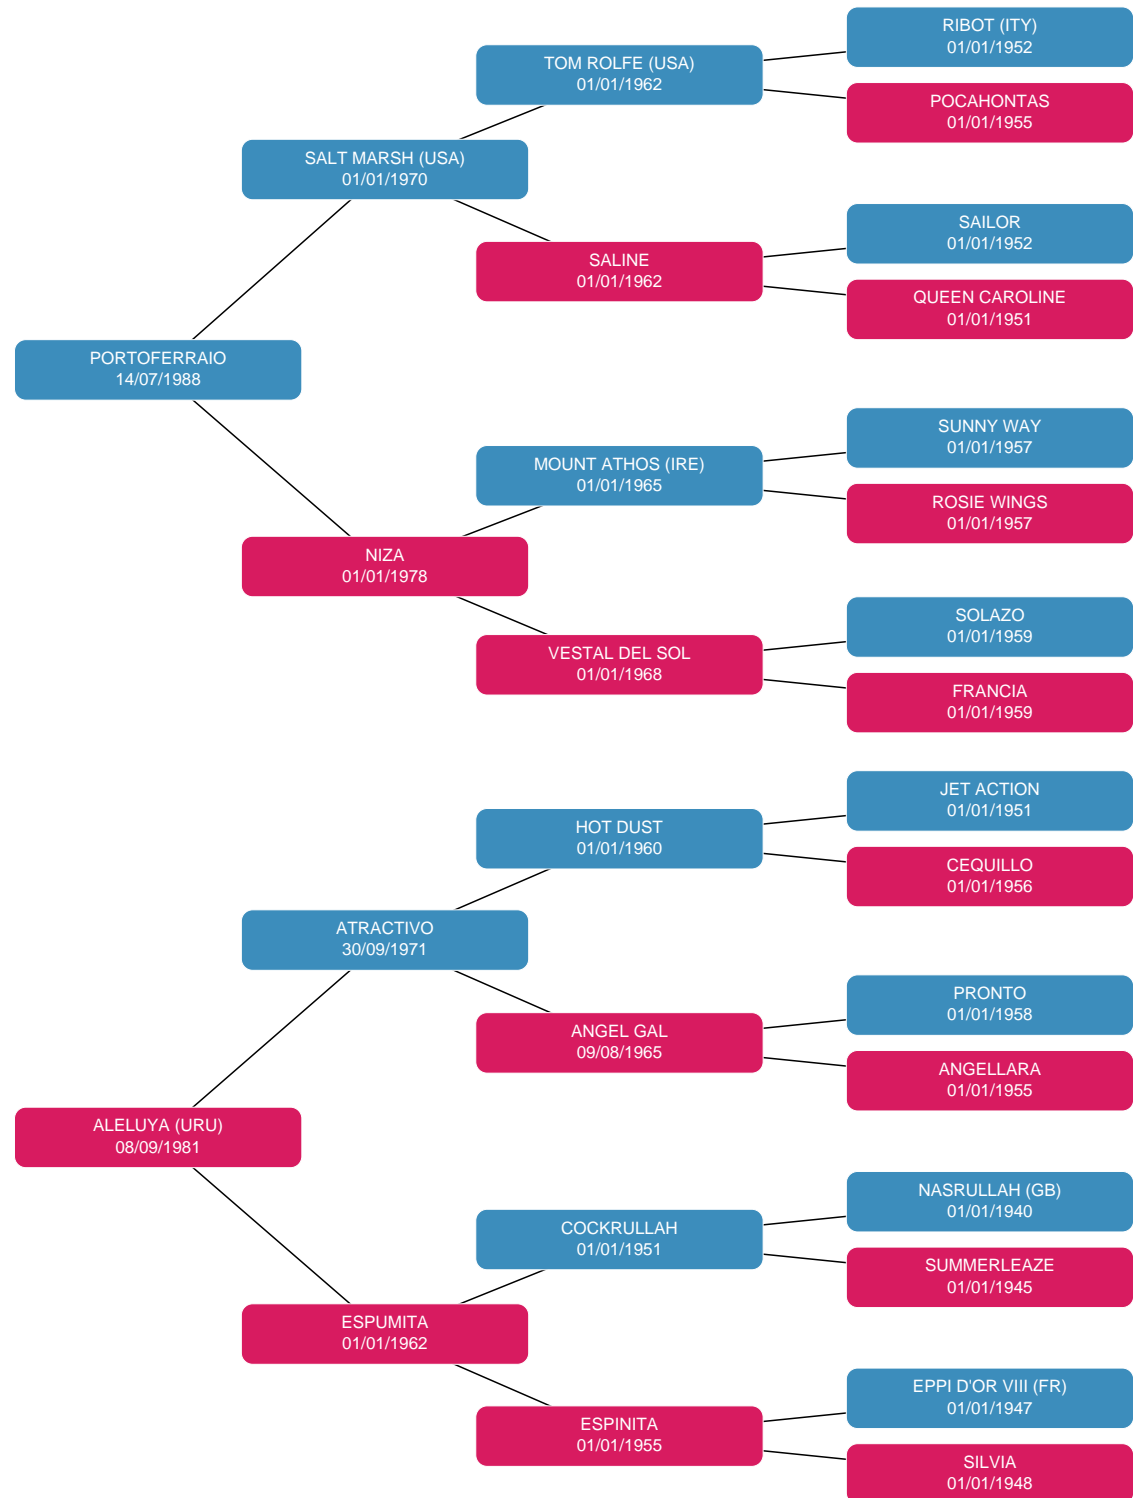 RIBOT (ITY)
01/01/1952
TOM ROLFE (USA)
01/01/1962
POCAHONTAS
01/01/1955
SALT MARSH (USA)
01/01/1970
SAILOR
01/01/1952
SALINE
01/01/1962
QUEEN CAROLINE
01/01/1951
PORTOFERRAIO
14/07/1988
SUNNY WAY
01/01/1957
MOUNT ATHOS (IRE)
01/01/1965
ROSIE WINGS
01/01/1957
NIZA
01/01/1978
SOLAZO
01/01/1959
VESTAL DEL SOL
01/01/1968
FRANCIA
01/01/1959
JET ACTION
01/01/1951
HOT DUST
01/01/1960
CEQUILLO
01/01/1956
ATRACTIVO
30/09/1971
PRONTO
01/01/1958
ANGEL GAL
09/08/1965
ANGELLARA
01/01/1955
ALELUYA (URU)
08/09/1981
NASRULLAH (GB)
01/01/1940
COCKRULLAH
01/01/1951
SUMMERLEAZE
01/01/1945
ESPUMITA
01/01/1962
EPPI D'OR VIII (FR)
01/01/1947
ESPINITA
01/01/1955
SILVIA
01/01/1948